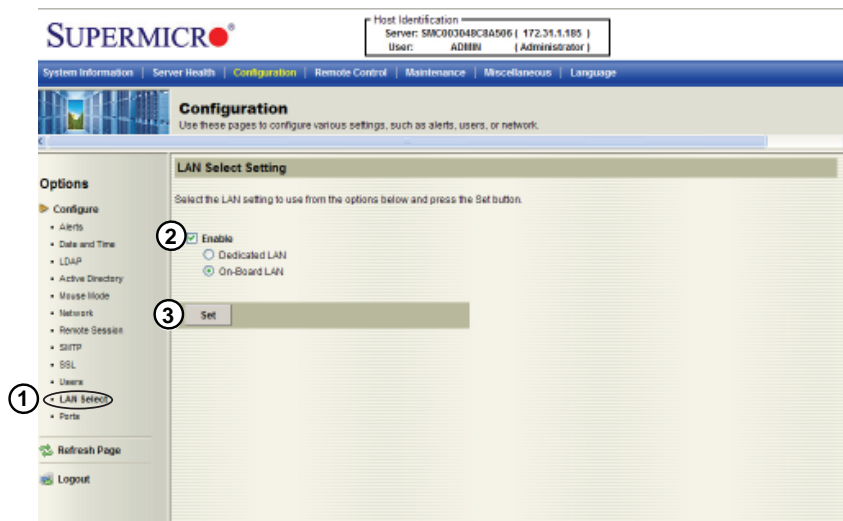 SUPERMICRO®
Host Identification
Server: SMC003048C8A506 ( 172.31.1.185 )
User: ADMIN ( Administrator )
System Information | Server Health | Configuration | Remote Control | Maintenance | Miscellaneous | Language
Configuration
Use these pages to configure various settings, such as alerts, users, or network.
Options
Configure
• Alerts
• Date and Time
• LDAP
• Active Directory
• Mouse Mode
• Network
• Remote Session
• SMTP
• SSL
• Users
1 • LAN Select
• Ports
Refresh Page
Logout
LAN Select Setting
Select the LAN setting to use from the options below and press the Set button.
2 Enable
Dedicated LAN
On-Board LAN
3 Set